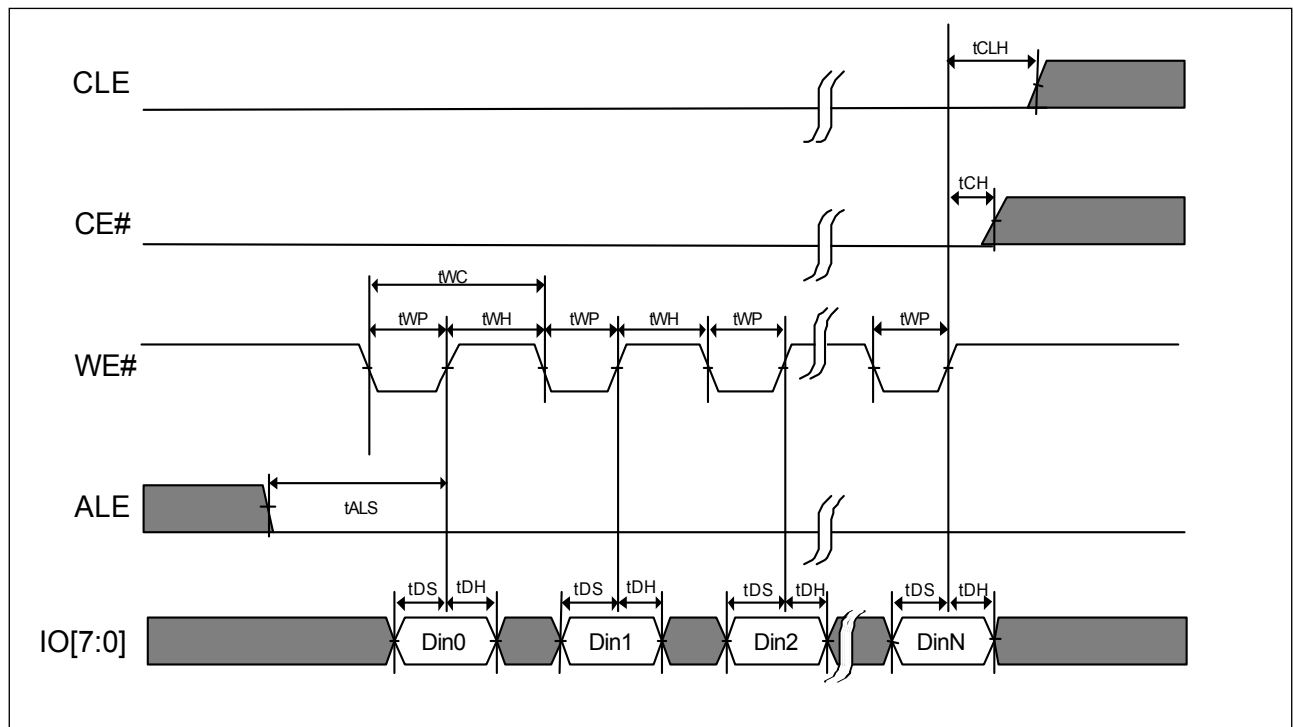 tCLH
CLE
tCH
CE#
tWC
tWP tWH tWP tWH tWP tWP
WE#
ALE
tALS
tDS tDH tDS tDH tDS tDH tDS tDH
IO[7:0] Din0 Din1 Din2 DinN